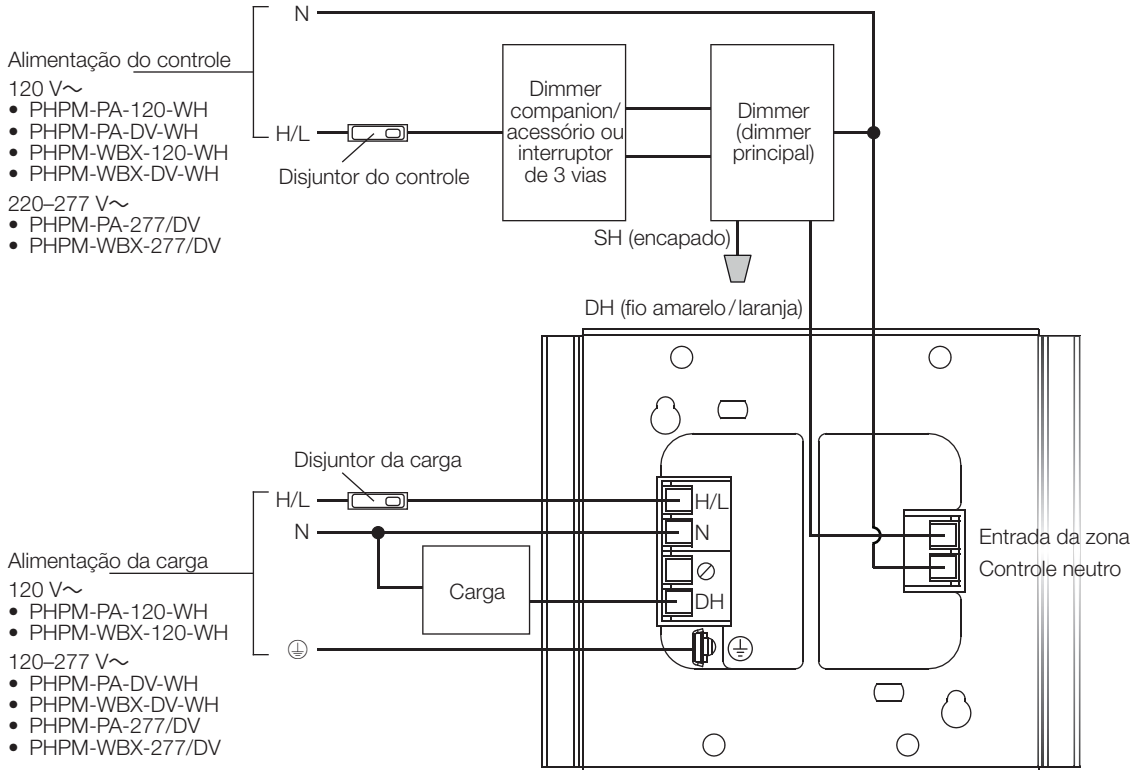 N
Alimentação do controle
120 V～
• PHPM-PA-120-WH
• PHPM-PA-DV-WH
• PHPM-WBX-120-WH
• PHPM-WBX-DV-WH
220–277 V～
• PHPM-PA-277/DV
• PHPM-WBX-277/DV
H/L
Disjuntor do controle
Dimmer
companion/
acessório ou
interruptor
de 3 vias
Dimmer
(dimmer
principal)
SH (encapado)
DH (fio amarelo/laranja)
Disjuntor da carga
H/L
N
Alimentação da carga
120 V～
• PHPM-PA-120-WH
• PHPM-WBX-120-WH
120–277 V～
• PHPM-PA-DV-WH
• PHPM-WBX-DV-WH
• PHPM-PA-277/DV
• PHPM-WBX-277/DV
Carga
H/L
N
DH
Entrada da zona
Controle neutro